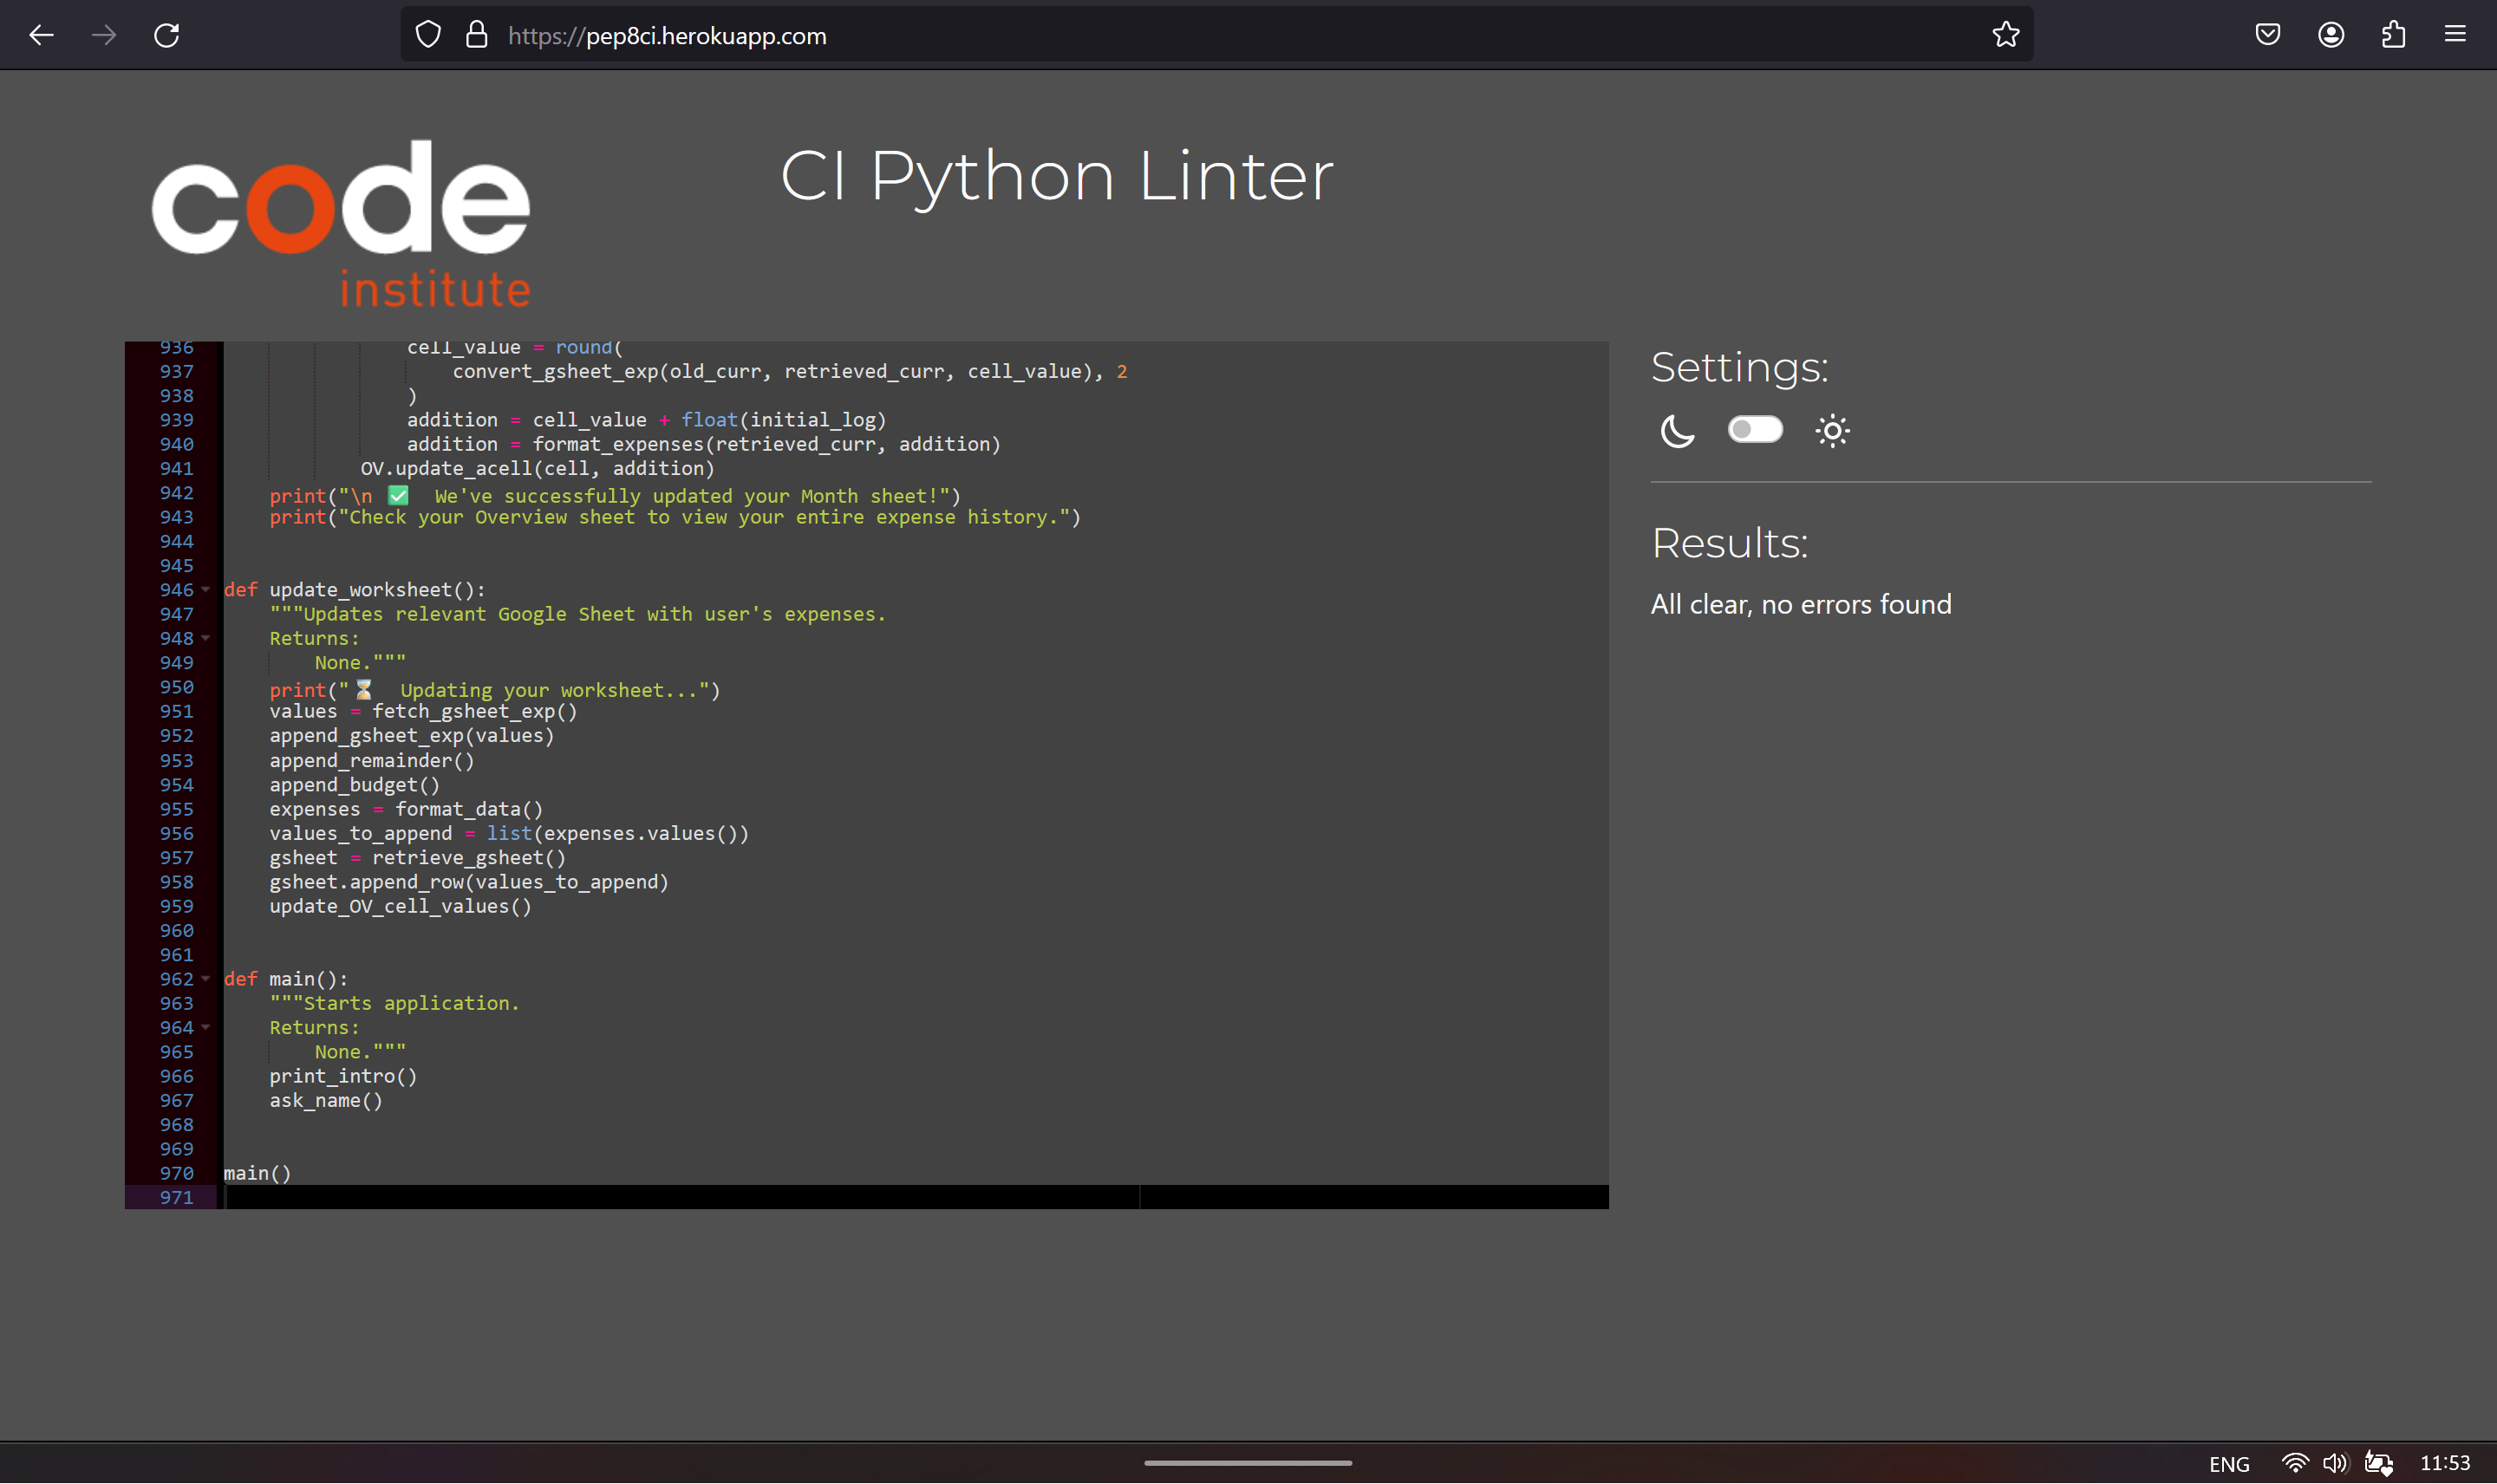 https://pep8ci.herokuapp.com
code
institute
CI Python Linter
936 cell_value = round(
937 convert_gsheet_exp(old_curr, retrieved_curr, cell_value), 2
938 )
939 addition = cell_value + float(initial_log)
940 addition = format_expenses(retrieved_curr, addition)
941 OV.update_acell(cell, addition)
942 print("\n ✅  We've successfully updated your Month sheet!")
943 print("Check your Overview sheet to view your entire expense history.")
944
945
946 def update_worksheet():
947 """Updates relevant Google Sheet with user's expenses.
948 Returns:
949 None."""
950 print("⌛  Updating your worksheet...")
951 values = fetch_gsheet_exp()
952 append_gsheet_exp(values)
953 append_remainder()
954 append_budget()
955 expenses = format_data()
956 values_to_append = list(expenses.values())
957 gsheet = retrieve_gsheet()
958 gsheet.append_row(values_to_append)
959 update_OV_cell_values()
960
961
962 def main():
963 """Starts application.
964 Returns:
965 None."""
966 print_intro()
967 ask_name()
968
969
970 main()
971
Settings:
Results:
All clear, no errors found
ENG 11:53